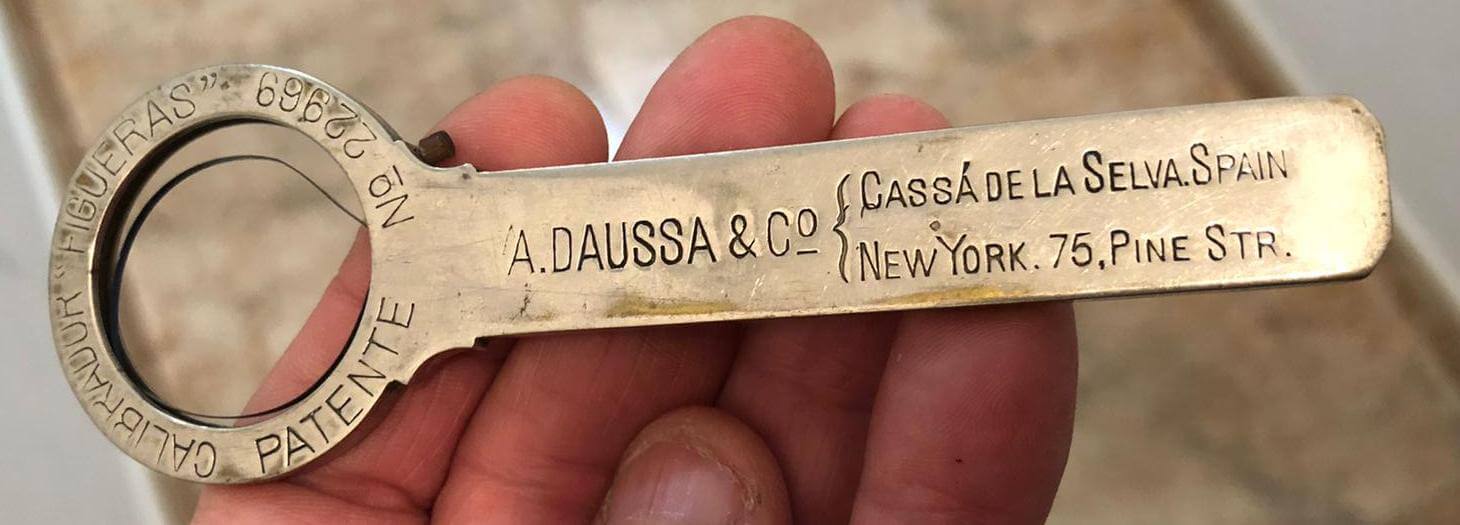 CALIBRADUR "FIGUERAS"
PATENTE Nº 22969
A. DAUSSA & Cº
CASSÁ DE LA SELVA. SPAIN
NEW YORK. 75, PINE STR.